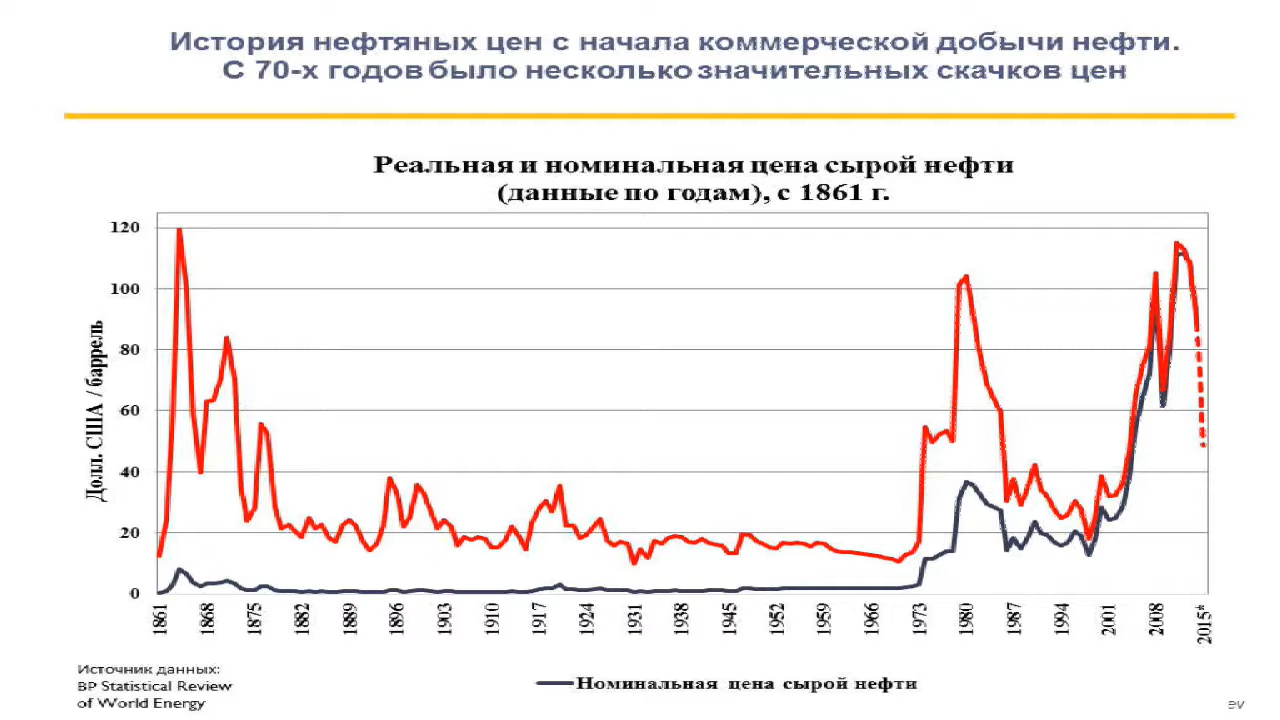 История нефтяных цен с начала коммерческой добычи нефти.
С 70-х годов было несколько значительных скачков цен
Реальная и номинальная цена сырой нефти
(данные по годам), с 1861 г.
Долл. США / баррель
120
100
80
60
40
20
0
1861 1868 1875 1882 1889 1896 1903 1910 1917 1924 1931 1938 1945 1952 1959 1966 1973 1980 1987 1994 2001 2008 2015*
Номинальная цена сырой нефти
Источник данных:
BP Statistical Review
of World Energy